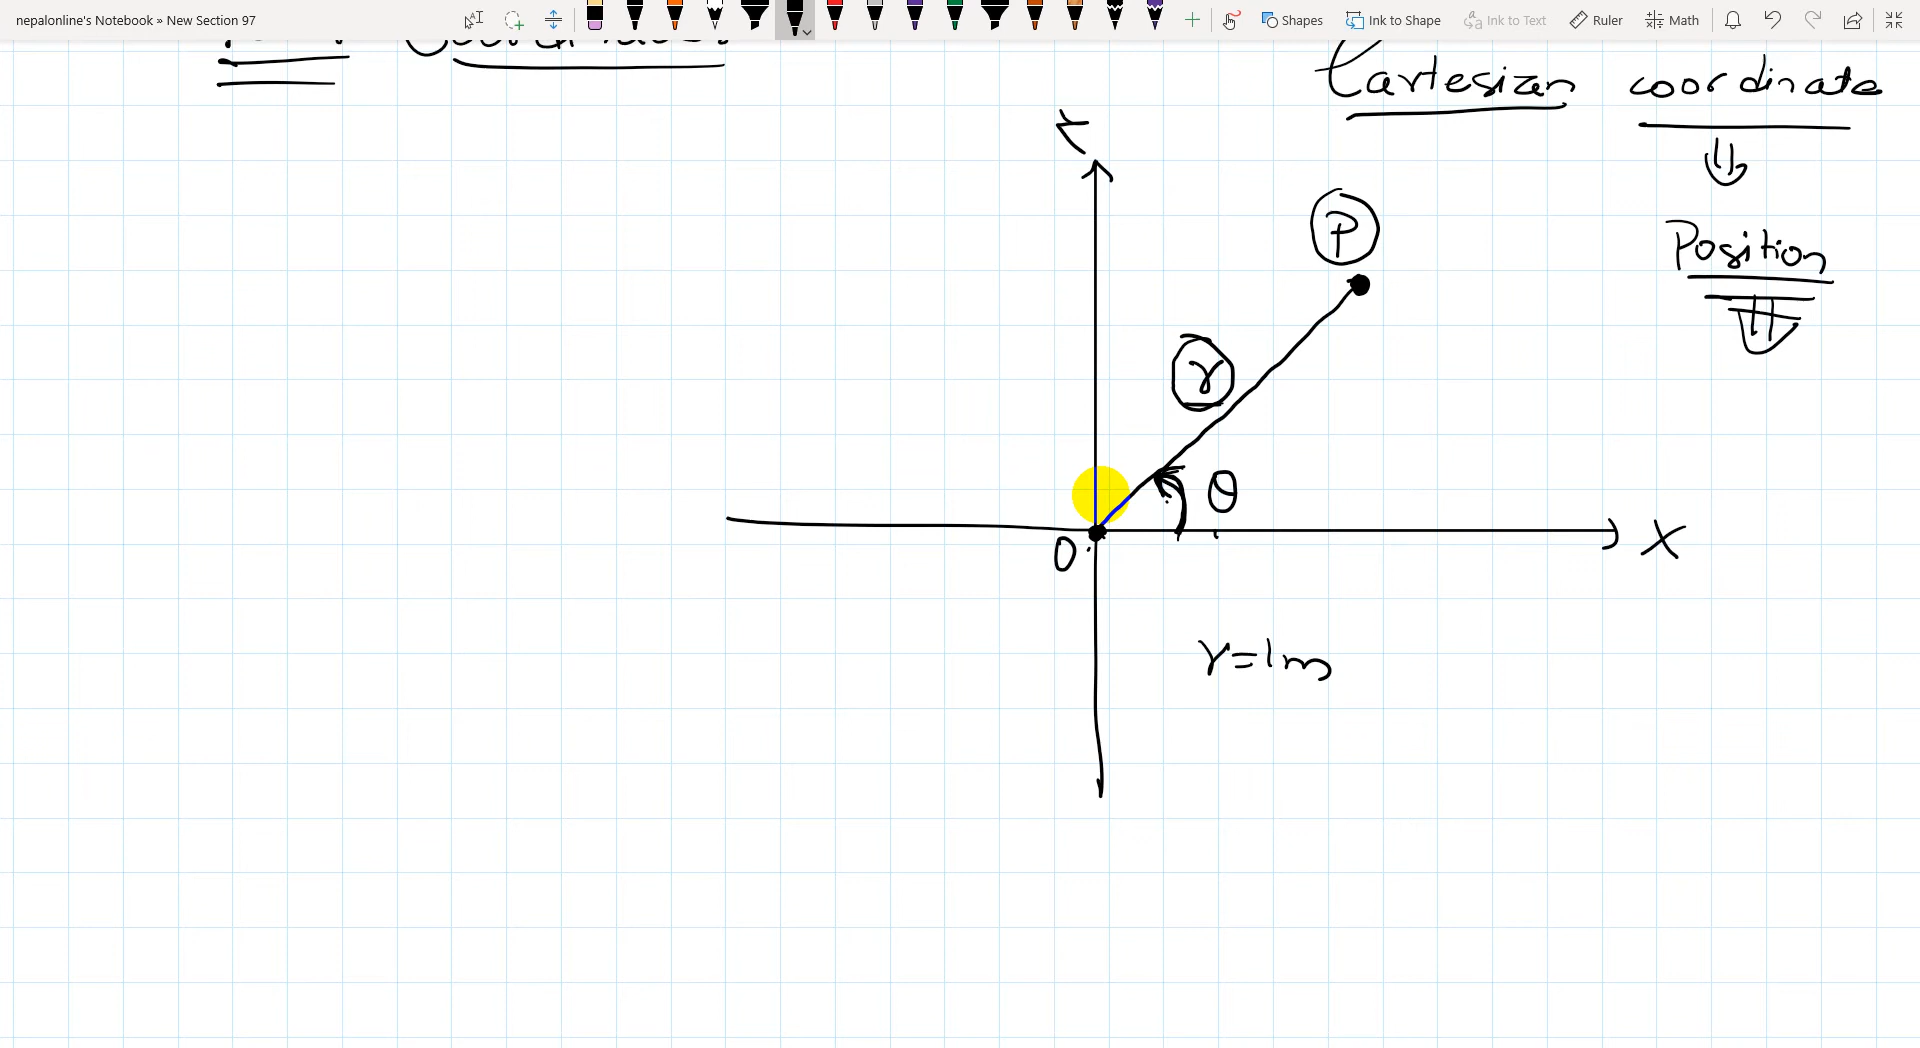 nepalonline's Notebook » New Section 97
Shapes
Ink to Shape
Ink to Text
Ruler
Math
Cartesian coordinate
Position
P
r
θ
O
X
r=1m